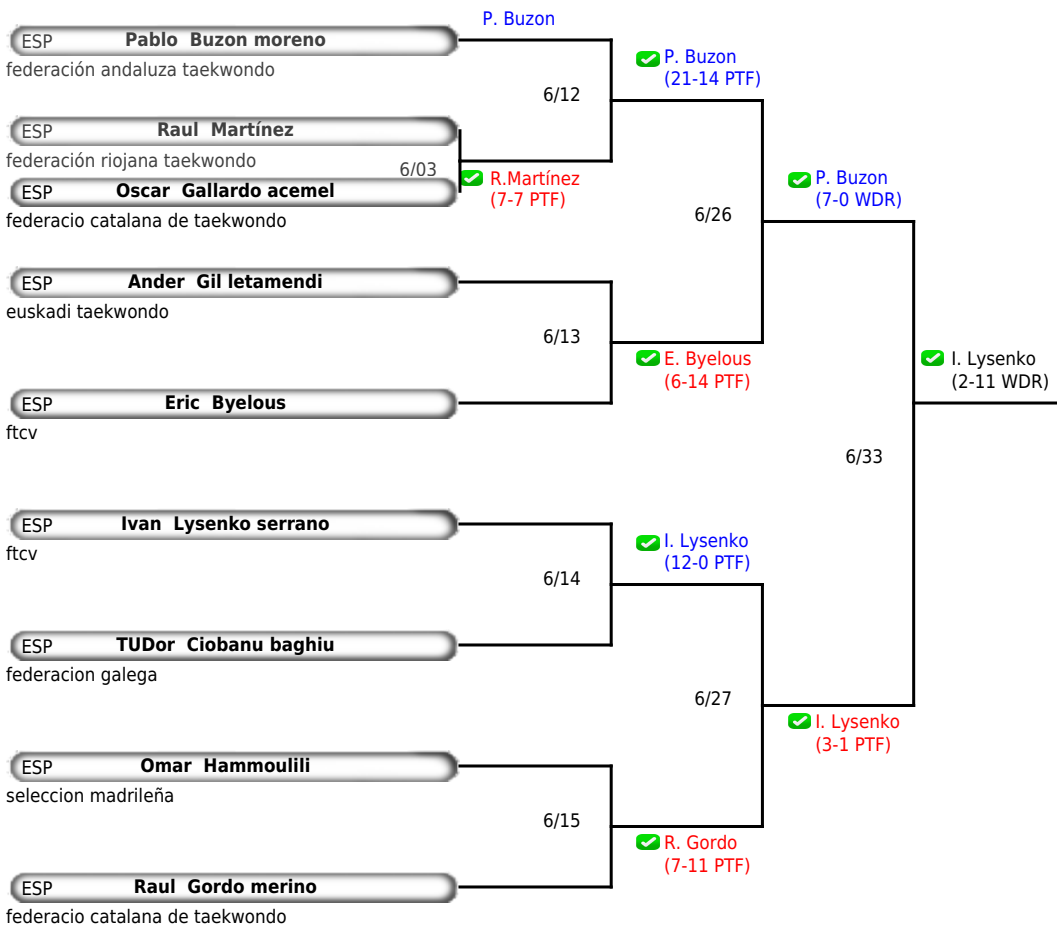 P. Buzon
ESP Pablo Buzon moreno
federación andaluza taekwondo
P. Buzon
(21-14 PTF)
6/12
ESP Raul Martínez
federación riojana taekwondo
6/03
R.Martínez
(7-7 PTF)
ESP Oscar Gallardo acemel
federacio catalana de taekwondo
P. Buzon
(7-0 WDR)
6/26
ESP Ander Gil letamendi
euskadi taekwondo
6/13
E. Byelous
(6-14 PTF)
I. Lysenko
(2-11 WDR)
ESP Eric Byelous
ftcv
6/33
ESP Ivan Lysenko serrano
ftcv
I. Lysenko
(12-0 PTF)
6/14
ESP TUDor Ciobanu baghiu
federacion galega
6/27
I. Lysenko
(3-1 PTF)
ESP Omar Hammoulili
seleccion madrileña
6/15
R. Gordo
(7-11 PTF)
ESP Raul Gordo merino
federacio catalana de taekwondo